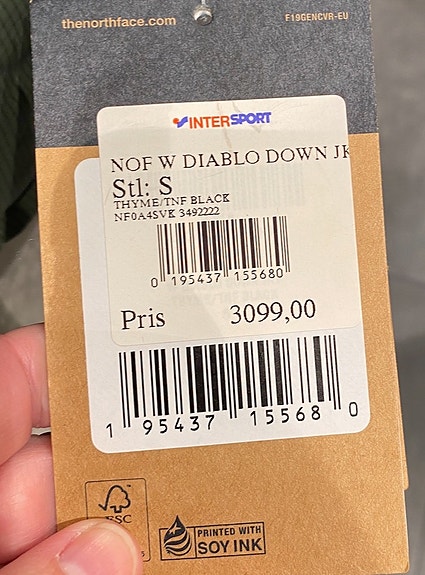 thenorthface.com
F19GENCVR-EU
INTERSPORT
NOF W DIABLO DOWN JK
Stl: S
THYME/TNF BLACK
NF0A4SVK 3492222
0 195437 155680
Pris 3099,00
1 95437 15568 0
FSC
PRINTED WITH
SOY INK